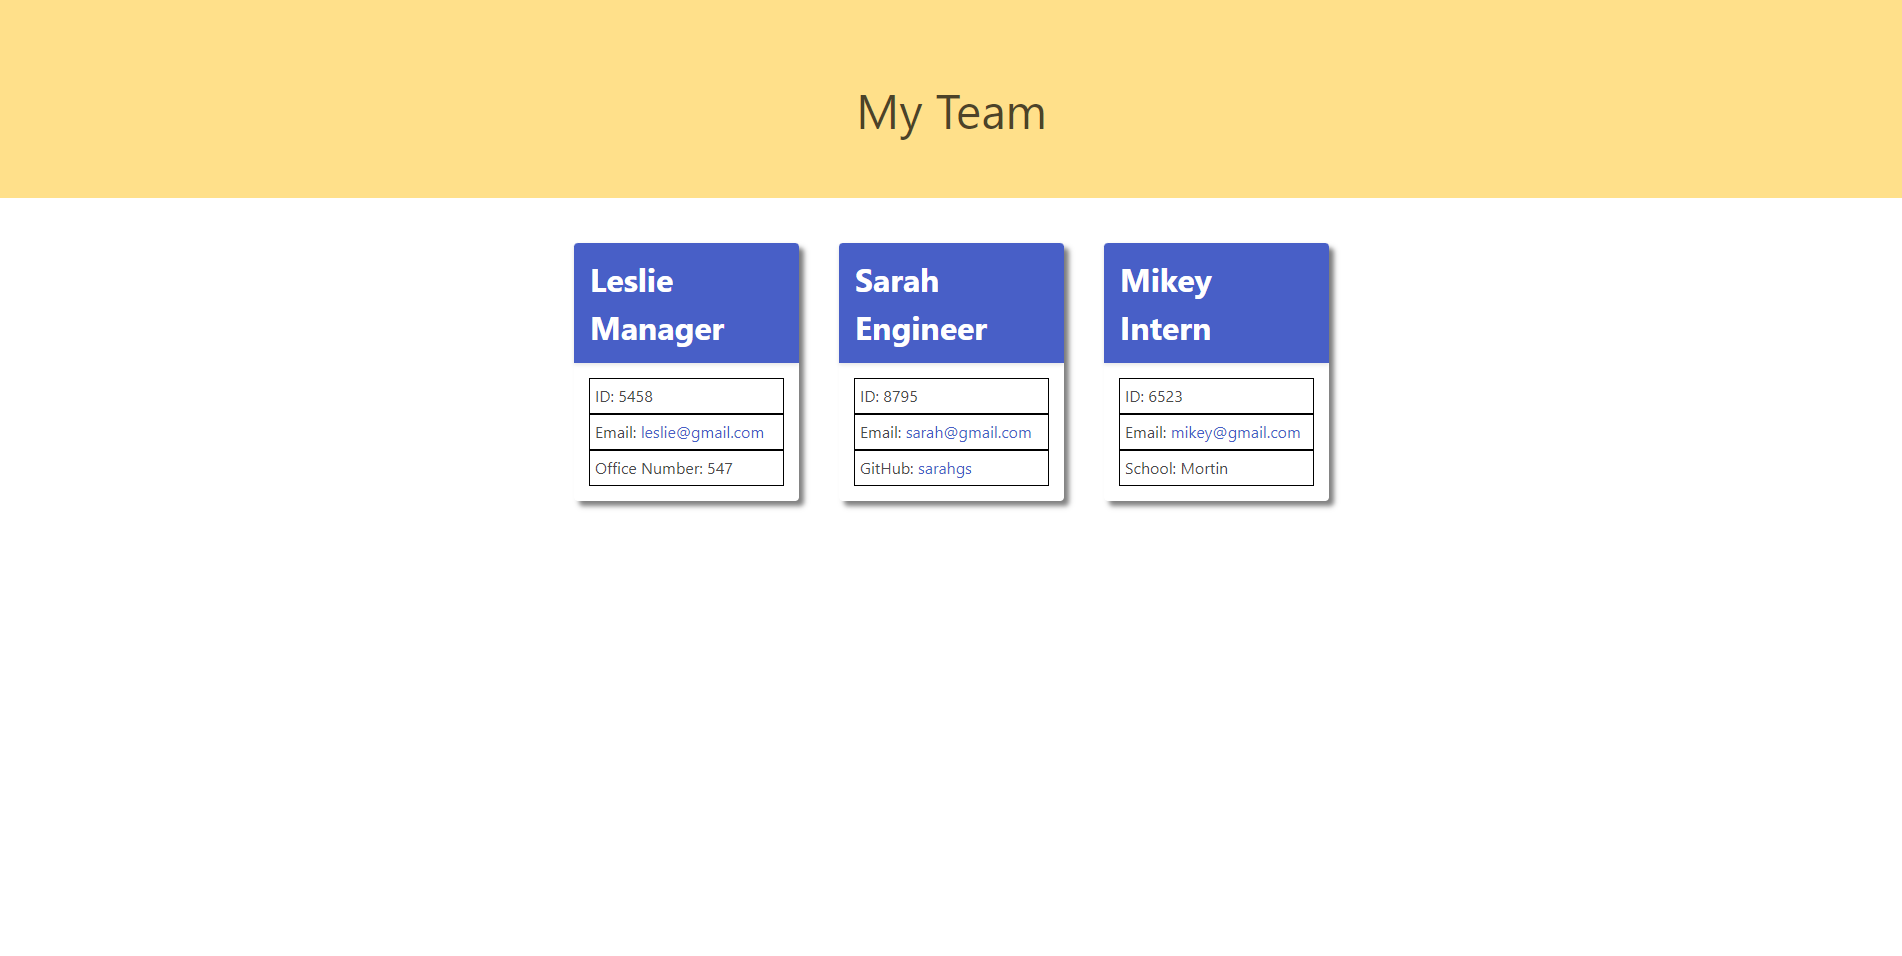 My Team
Leslie
Manager
ID: 5458
Email: leslie@gmail.com
Office Number: 547
Sarah
Engineer
ID: 8795
Email: sarah@gmail.com
GitHub: sarahgs
Mikey
Intern
ID: 6523
Email: mikey@gmail.com
School: Mortin